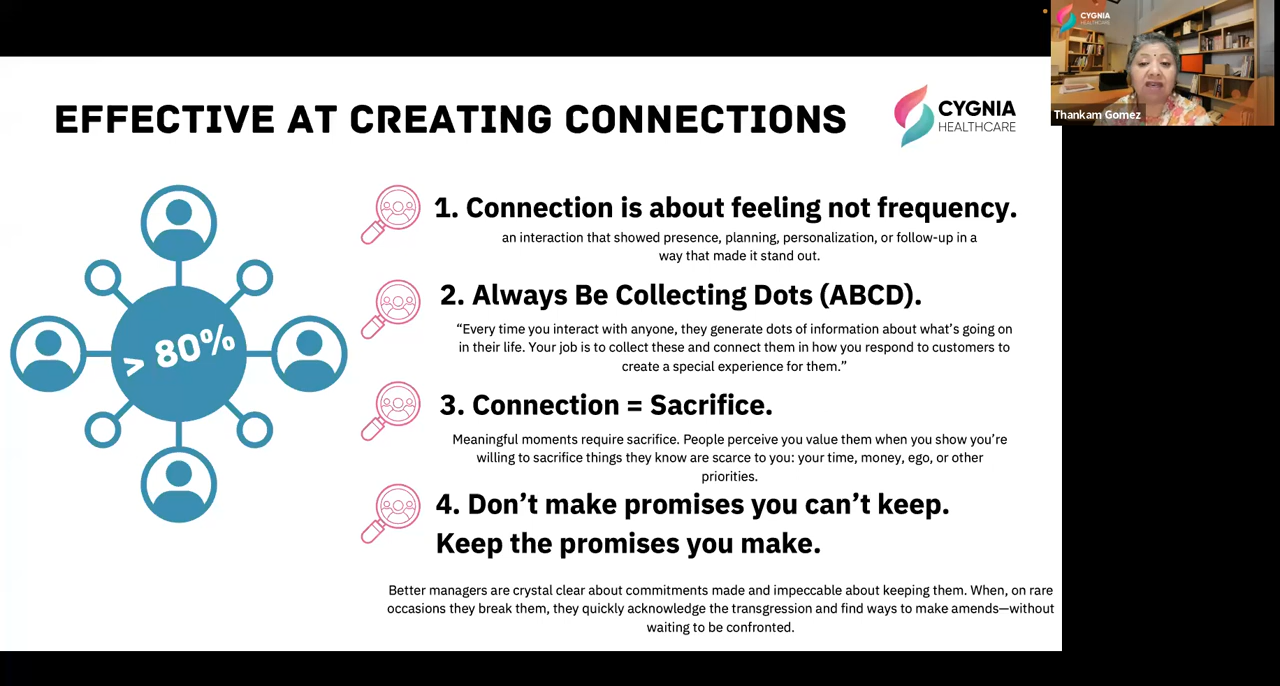 EFFECTIVE AT CREATING CONNECTIONS
CYGNIA
HEALTHCARE
CYGNIA
HEALTHCARE
Thankam Gomez
> 80%
1. Connection is about feeling not frequency.
an interaction that showed presence, planning, personalization, or follow-up in a
way that made it stand out.
2. Always Be Collecting Dots (ABCD).
“Every time you interact with anyone, they generate dots of information about what’s going on
in their life. Your job is to collect these and connect them in how you respond to customers to
create a special experience for them.”
3. Connection = Sacrifice.
Meaningful moments require sacrifice. People perceive you value them when you show you’re
willing to sacrifice things they know are scarce to you: your time, money, ego, or other
priorities.
4. Don’t make promises you can’t keep.
Keep the promises you make.
Better managers are crystal clear about commitments made and impeccable about keeping them. When, on rare
occasions they break them, they quickly acknowledge the transgression and find ways to make amends—without
waiting to be confronted.